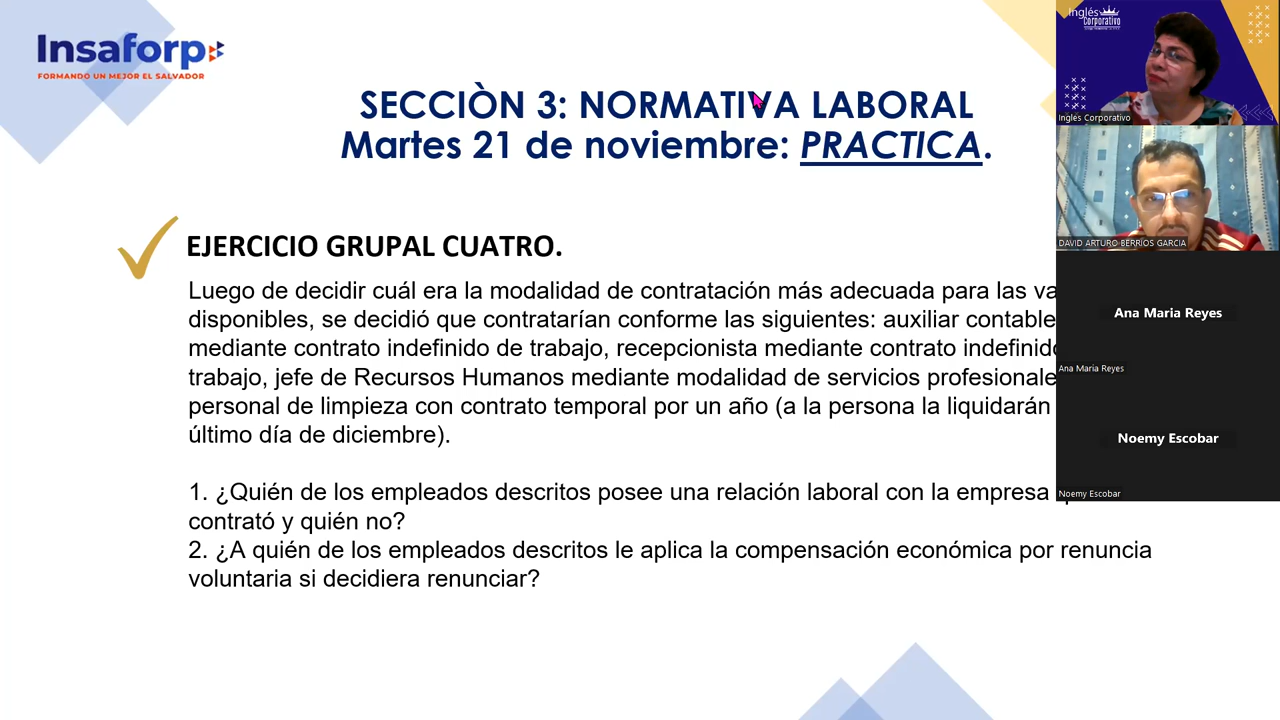 Insaforp
FORMANDO UN MEJOR EL SALVADOR
SECCIÒN 3: NORMATIVA LABORAL
Martes 21 de noviembre: PRACTICA.
EJERCICIO GRUPAL CUATRO.
Luego de decidir cuál era la modalidad de contratación más adecuada para las
disponibles, se decidió que contratarían conforme las siguientes: auxiliar contable
mediante contrato indefinido de trabajo, recepcionista mediante contrato indefinido
trabajo, jefe de Recursos Humanos mediante modalidad de servicios
personal de limpieza con contrato temporal por un año (a la persona la liquidarán
último día de diciembre).
1. ¿Quién de los empleados descritos posee una relación laboral con la empresa
contrató y quién no?
2. ¿A quién de los empleados descritos le aplica la compensación económica por renuncia
voluntaria si decidiera renunciar?
Inglés
Corporativo
Inglés Corporativo
DAVID ARTURO BERRÍOS GARCIA
Ana Maria Reyes
Ana Maria Reyes
Noemy Escobar
Noemy Escobar